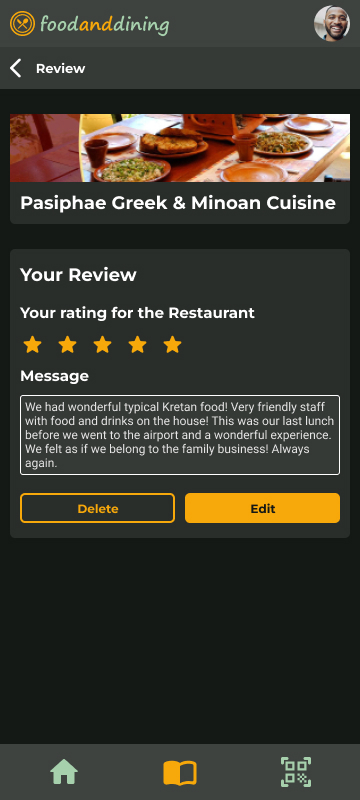 foodanddining
Review
Pasiphae Greek & Minoan Cuisine
Your Review
Your rating for the Restaurant
Message
We had wonderful typical Kretan food! Very friendly staff
with food and drinks on the house! This was our last lunch
before we went to the airport and a wonderful experience.
We felt as if we belong to the family business! Always
again.
Delete
Edit